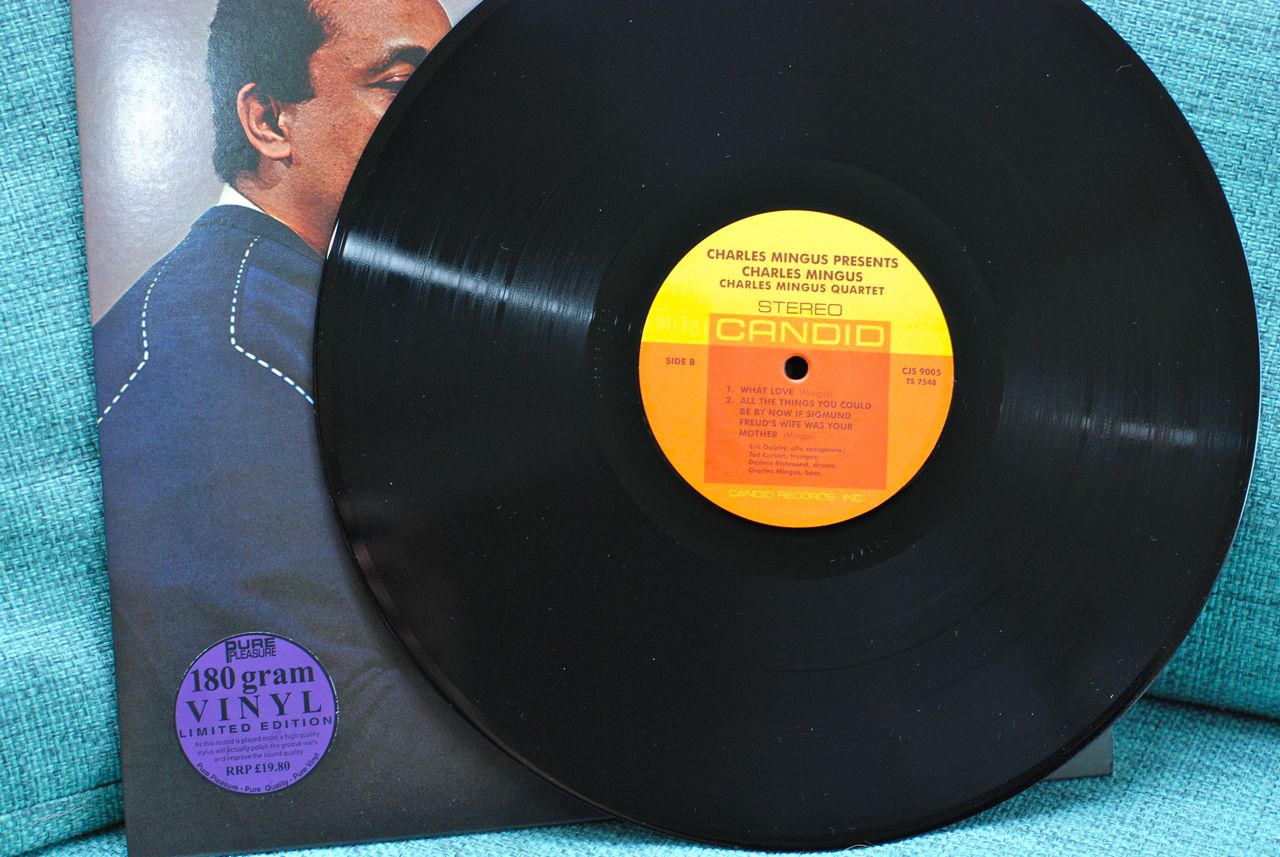 CHARLES MINGUS PRESENTS
CHARLES MINGUS
CHARLES MINGUS QUARTET
STEREO
CANDID
SIDE B
CJS 9005
TS 7548
1. WHAT LOVE (Mingus)
2. ALL THE THINGS YOU COULD
BE BY NOW IF SIGMUND
FREUD'S WIFE WAS YOUR
MOTHER (Mingus)
Eric Dolphy, alto saxophone;
Ted Curson, trumpet;
Dannie Richmond, drums;
Charles Mingus, bass.
CANDID RECORDS, INC.
PURE
PLEASURE
180 gram
VINYL
LIMITED EDITION
As this record is played more, a high quality
stylus will actually polish the groove walls
and improve the sound quality
RRP £19.80
Pure Pleasure - Pure Quality - Pure Vinyl